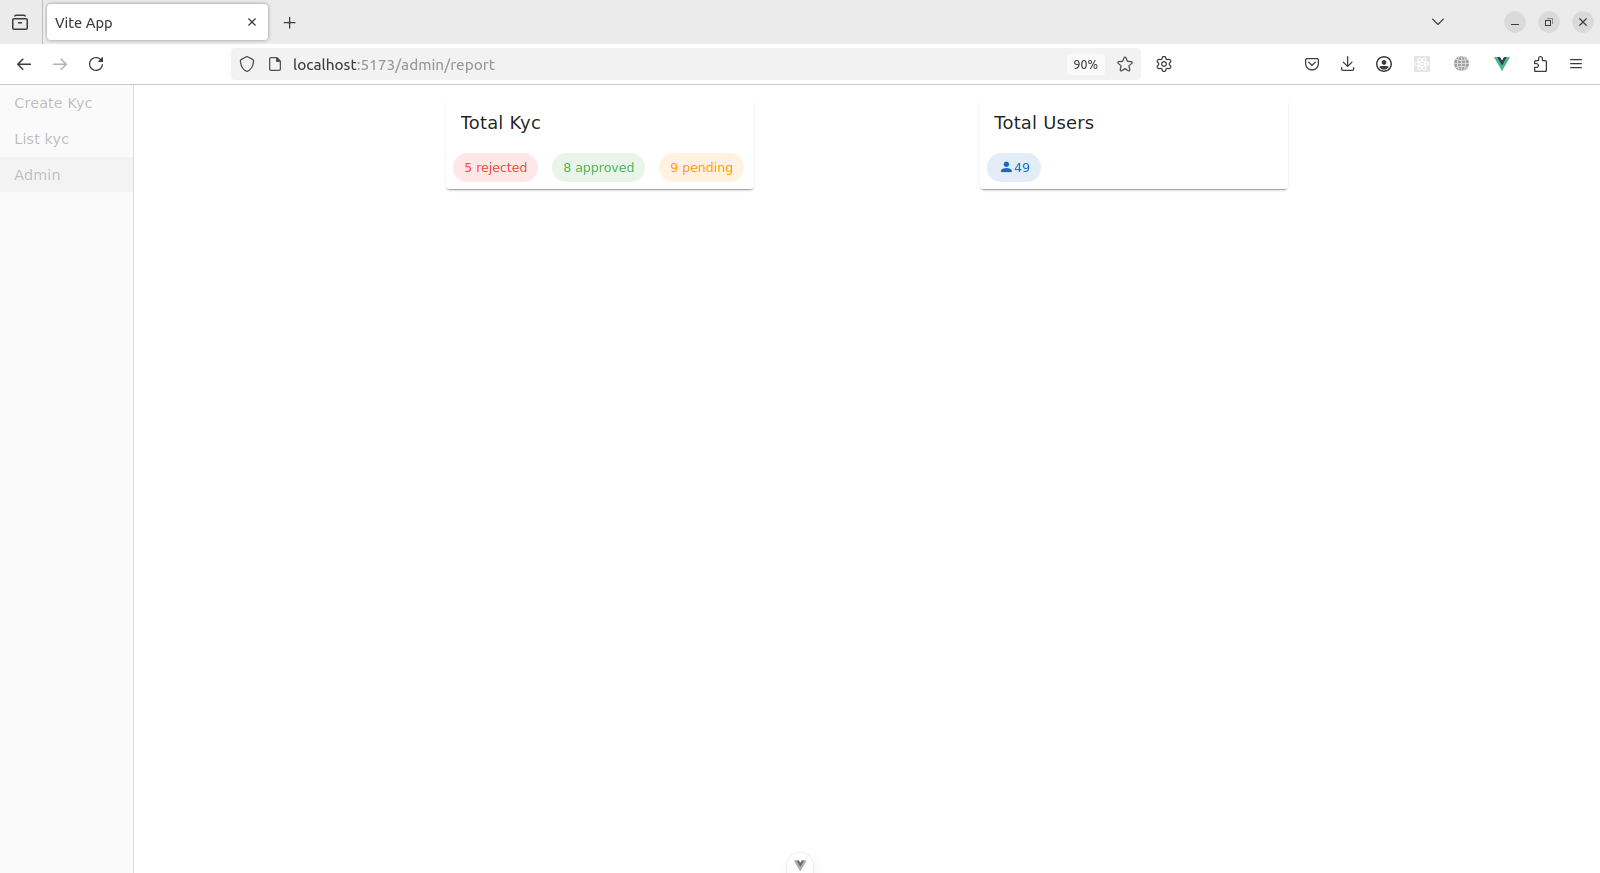 Vite App
localhost:5173/admin/report
90%
Create Kyc
List kyc
Admin
Total Kyc
5 rejected
8 approved
9 pending
Total Users
49